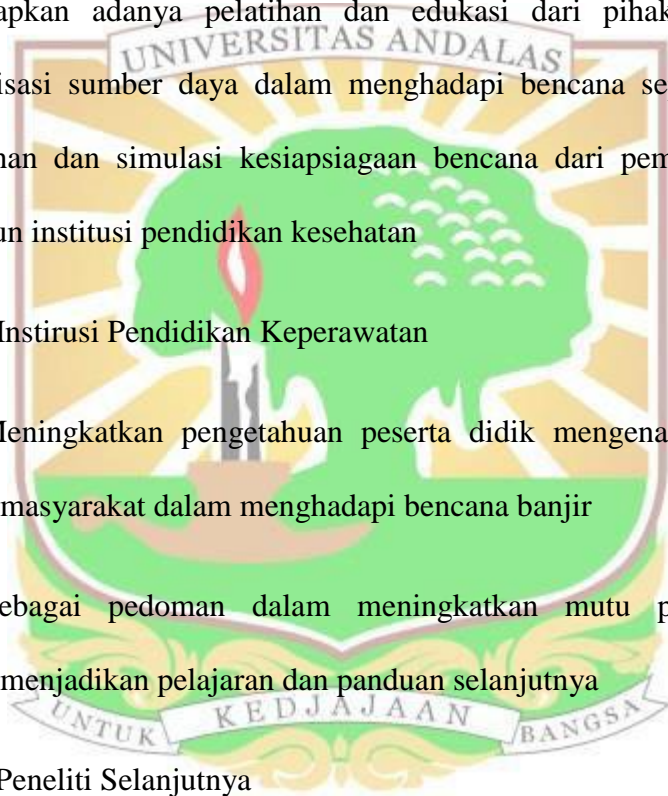 apkan adanya pelatihan dan edukasi dari pihak
UNIVERSITAS ANDALAS
isasi sumber daya dalam menghadapi bencana se
nan dan simulasi kesiapsiagaan bencana dari pem
un institusi pendidikan kesehatan
Instirusi Pendidikan Keperawatan
Meningkatkan pengetahuan peserta didik mengena
masyarakat dalam menghadapi bencana banjir
ebagai pedoman dalam meningkatkan mutu p
menjadikan pelajaran dan panduan selanjutnya
UNTUK KEDJAJAAN BANGSA
Peneliti Selanjutnya